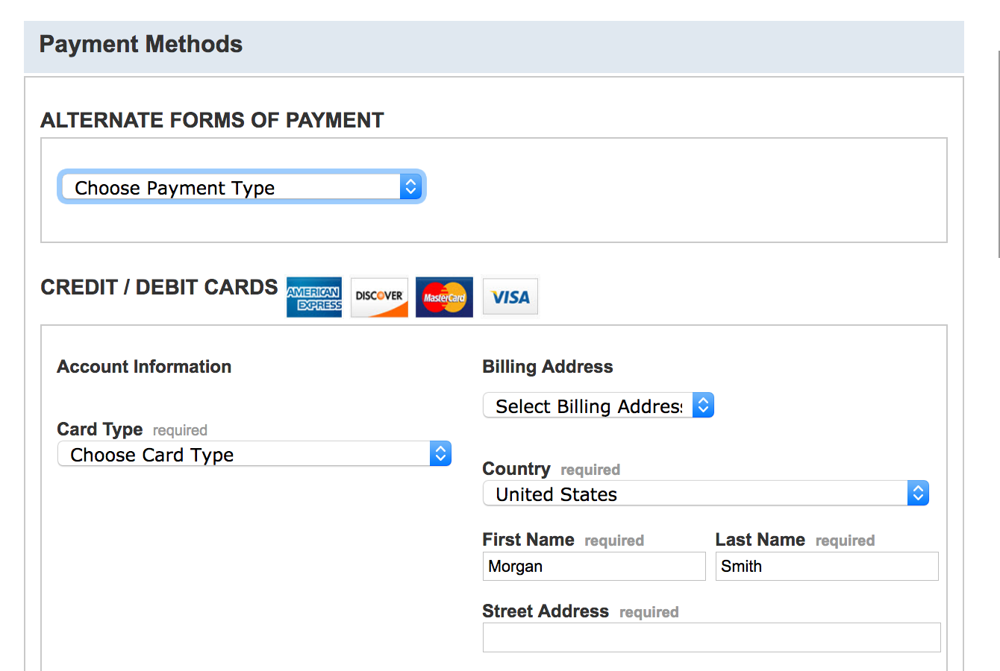 Payment Methods
ALTERNATE FORMS OF PAYMENT
Choose Payment Type
CREDIT / DEBIT CARDS AMERICAN EXPRESS DISCOVER MasterCard VISA
Account Information
Card Type required
Choose Card Type
Billing Address
Select Billing Address
Country required
United States
First Name required Last Name required
Morgan Smith
Street Address required